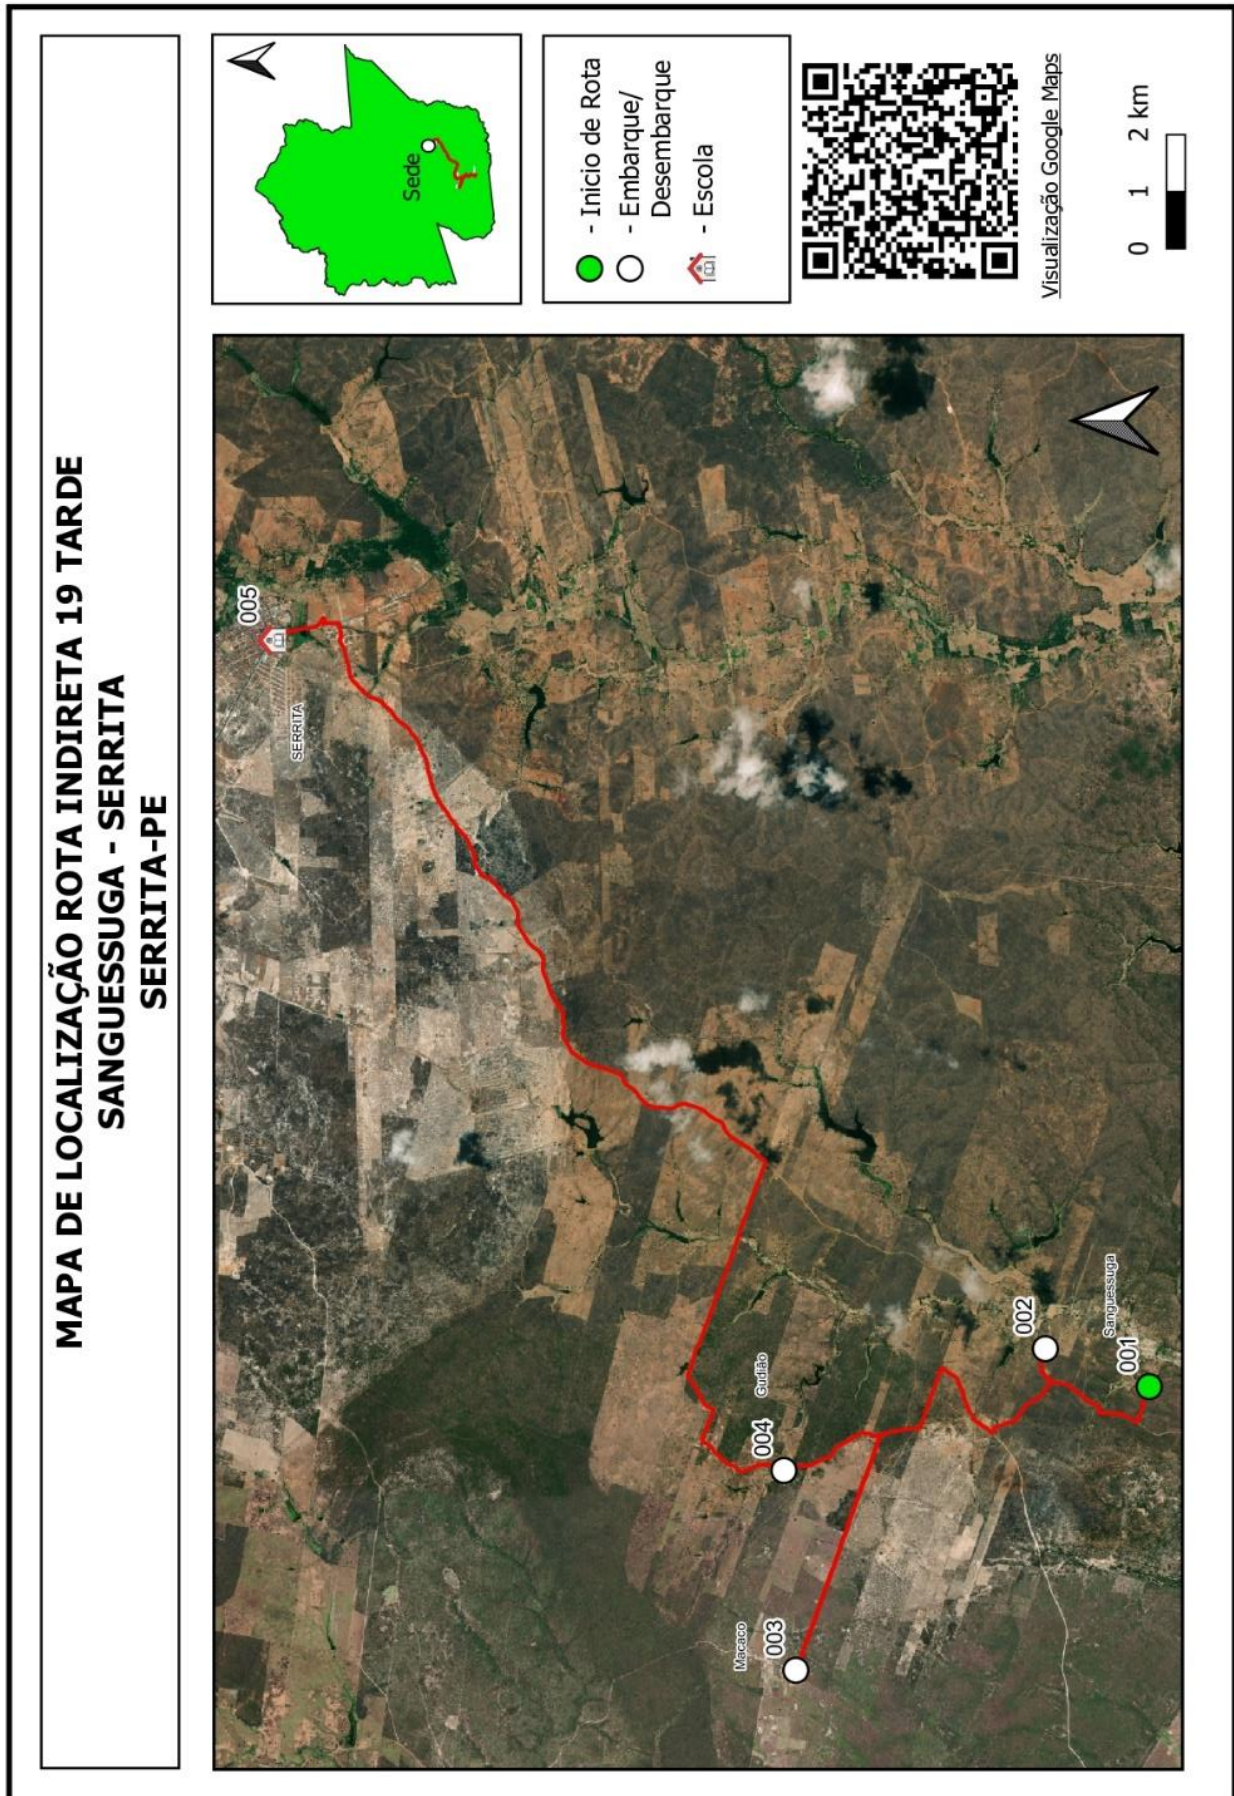 MAPA DE LOCALIZAÇÃO ROTA INDIRETA 19 TARDE
SANGUESSUGA - SERRITA
SERRITA-PE
Sede
- Inicio de Rota
- Embarque/
Desembarque
- Escola
Visualização Google Maps
0 1 2 km
005
SERRITA
Gudião
004
Macaco
003
002
Sanguessuga
001